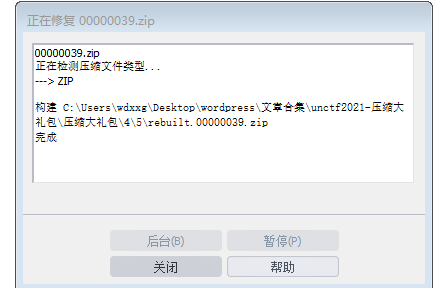 正在修复 00000039.zip
00000039.zip
正在检测压缩文件类型...
---> ZIP
构建 C:\Users\wdxxg\Desktop\wordpress\文章合集\unctf2021-压缩大
礼包\压缩大礼包\4\5\rebuilt.00000039.zip
完成
后台(B)
暂停(P)
关闭
帮助